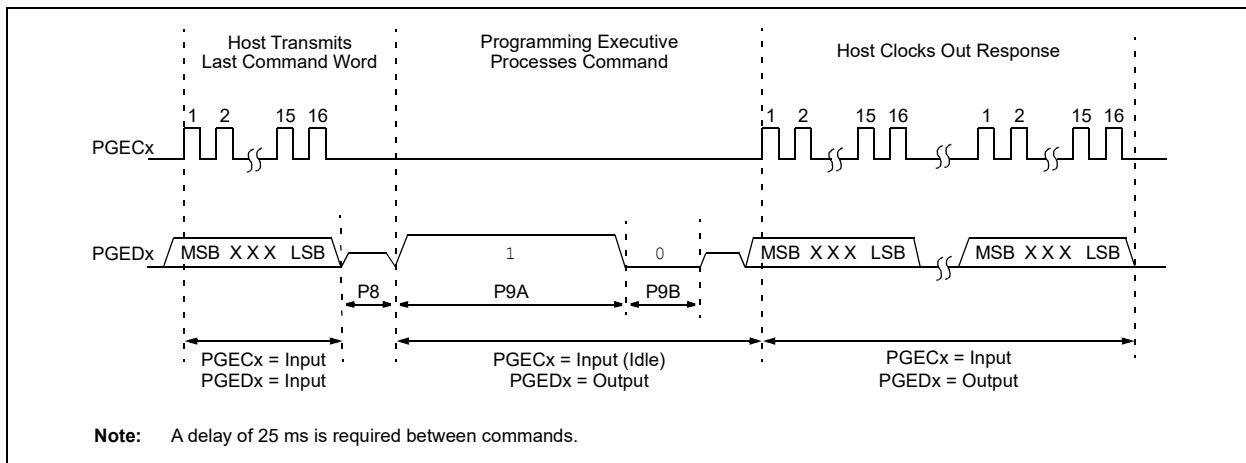 Host Transmits
Last Command Word
Programming Executive
Processes Command
Host Clocks Out Response
1 2 15 16
1 2 15 16 1 2 15 16
PGECx
PGEDx
MSB X X X LSB
1
0
MSB X X X LSB
MSB X X X LSB
P8
P9A
P9B
PGECx = Input
PGEDx = Input
PGECx = Input (Idle)
PGEDx = Output
PGECx = Input
PGEDx = Output
Note: A delay of 25 ms is required between commands.